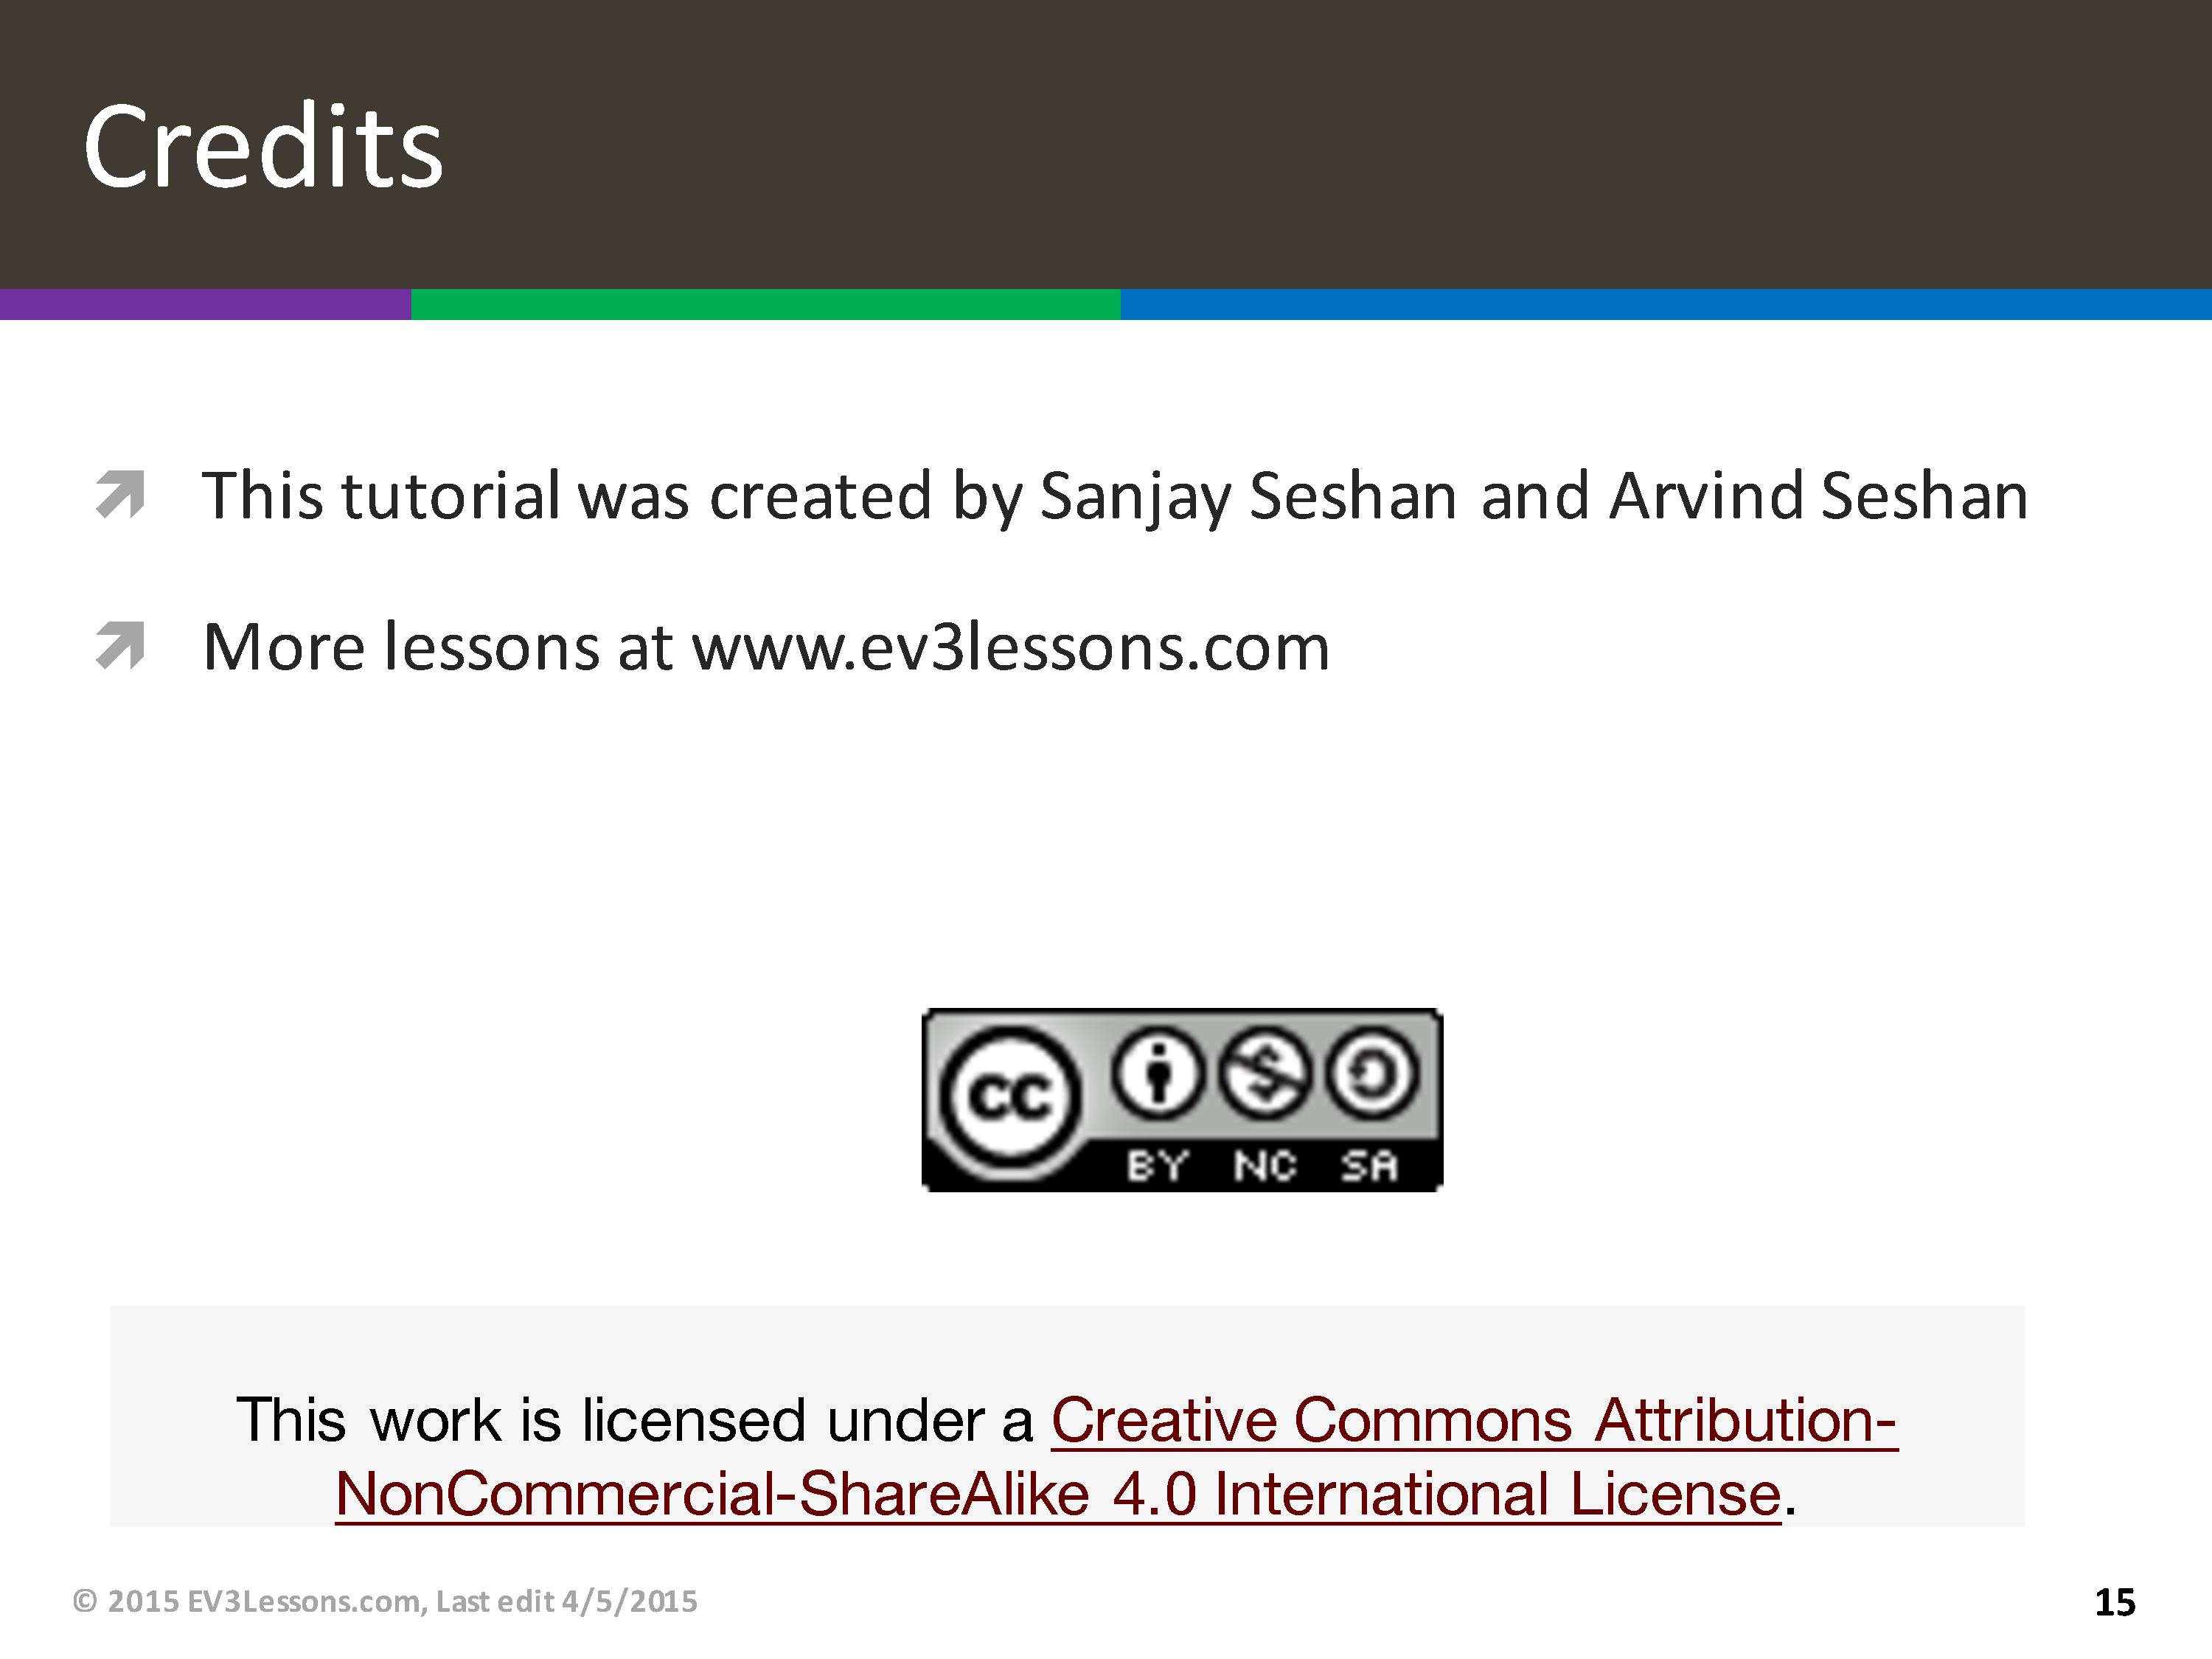 Credits
This tutorial was created by Sanjay Seshan and Arvind Seshan
More lessons at www.ev3lessons.com
cc
BY NC SA
This work is licensed under a Creative Commons Attribution-
NonCommercial-ShareAlike 4.0 International License.
© 2015 EV3Lessons.com, Last edit 4/5/2015
15